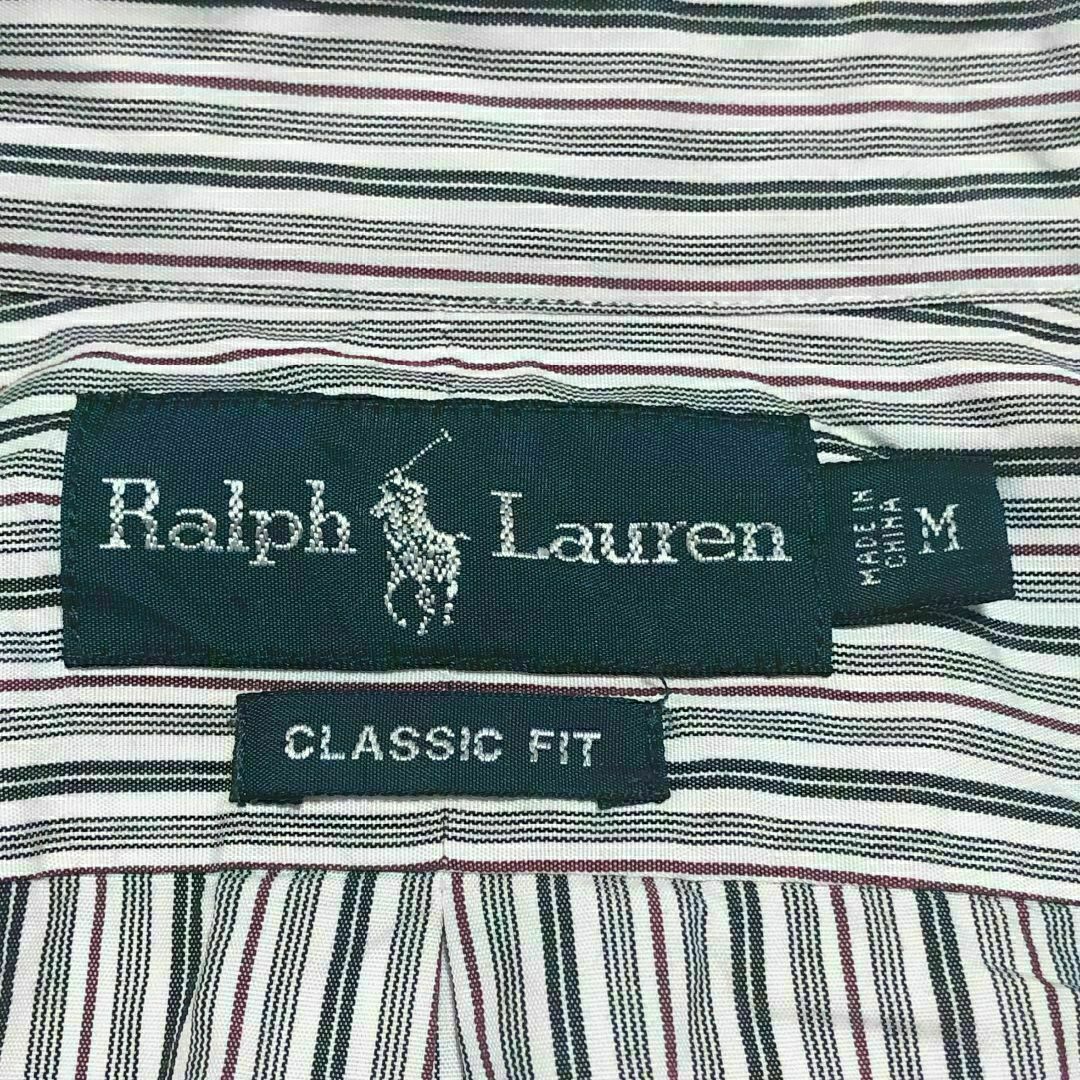 Ralph Lauren
MADE IN
CHINA
M
CLASSIC FIT